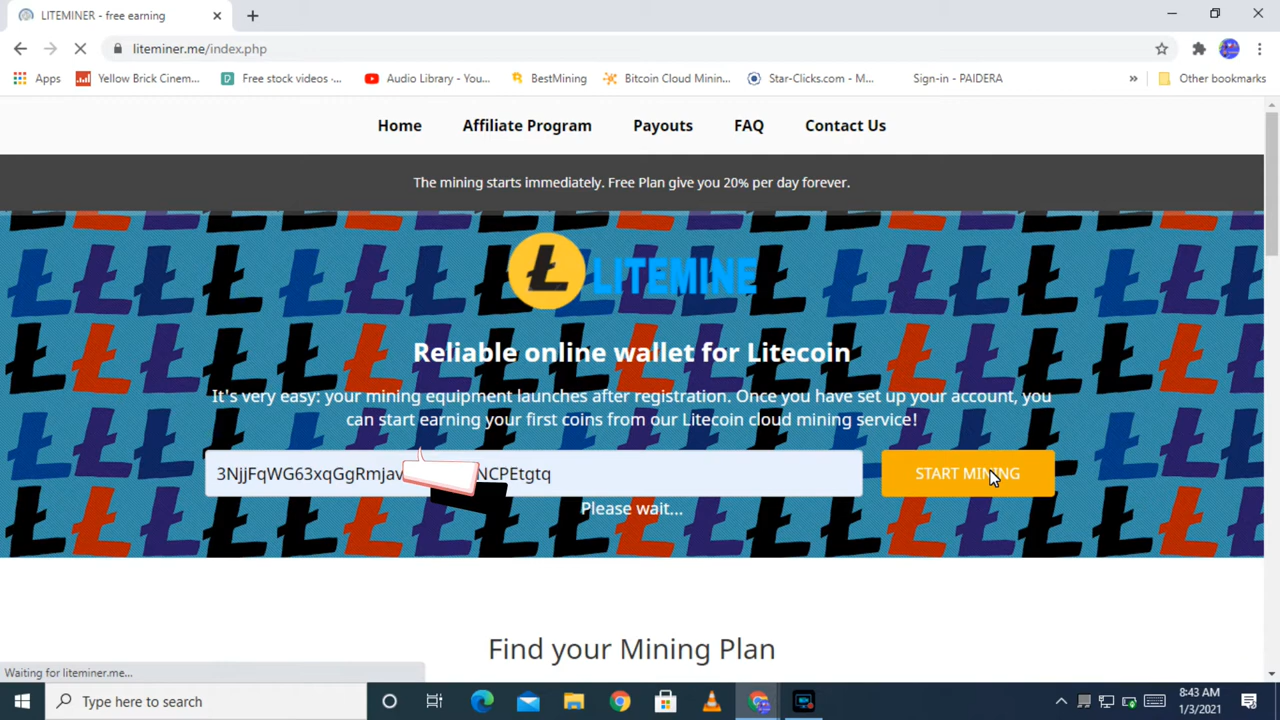 LITEMINER - free earning
liteminer.me/index.php
Apps Yellow Brick Cinem... Free stock videos -... Audio Library - You... BestMining Bitcoin Cloud Minin... Star-Clicks.com - M... Sign-in - PAIDERA » Other bookmarks
Home Affiliate Program Payouts FAQ Contact Us
The mining starts immediately. Free Plan give you 20% per day forever.
LITEMINE
Reliable online wallet for Litecoin
It's very easy: your mining equipment launches after registration. Once you have set up your account, you
can start earning your first coins from our Litecoin cloud mining service!
START MINING
Please wait...
Find your Mining Plan
Waiting for liteminer.me...
Type here to search
8:43 AM
1/3/2021